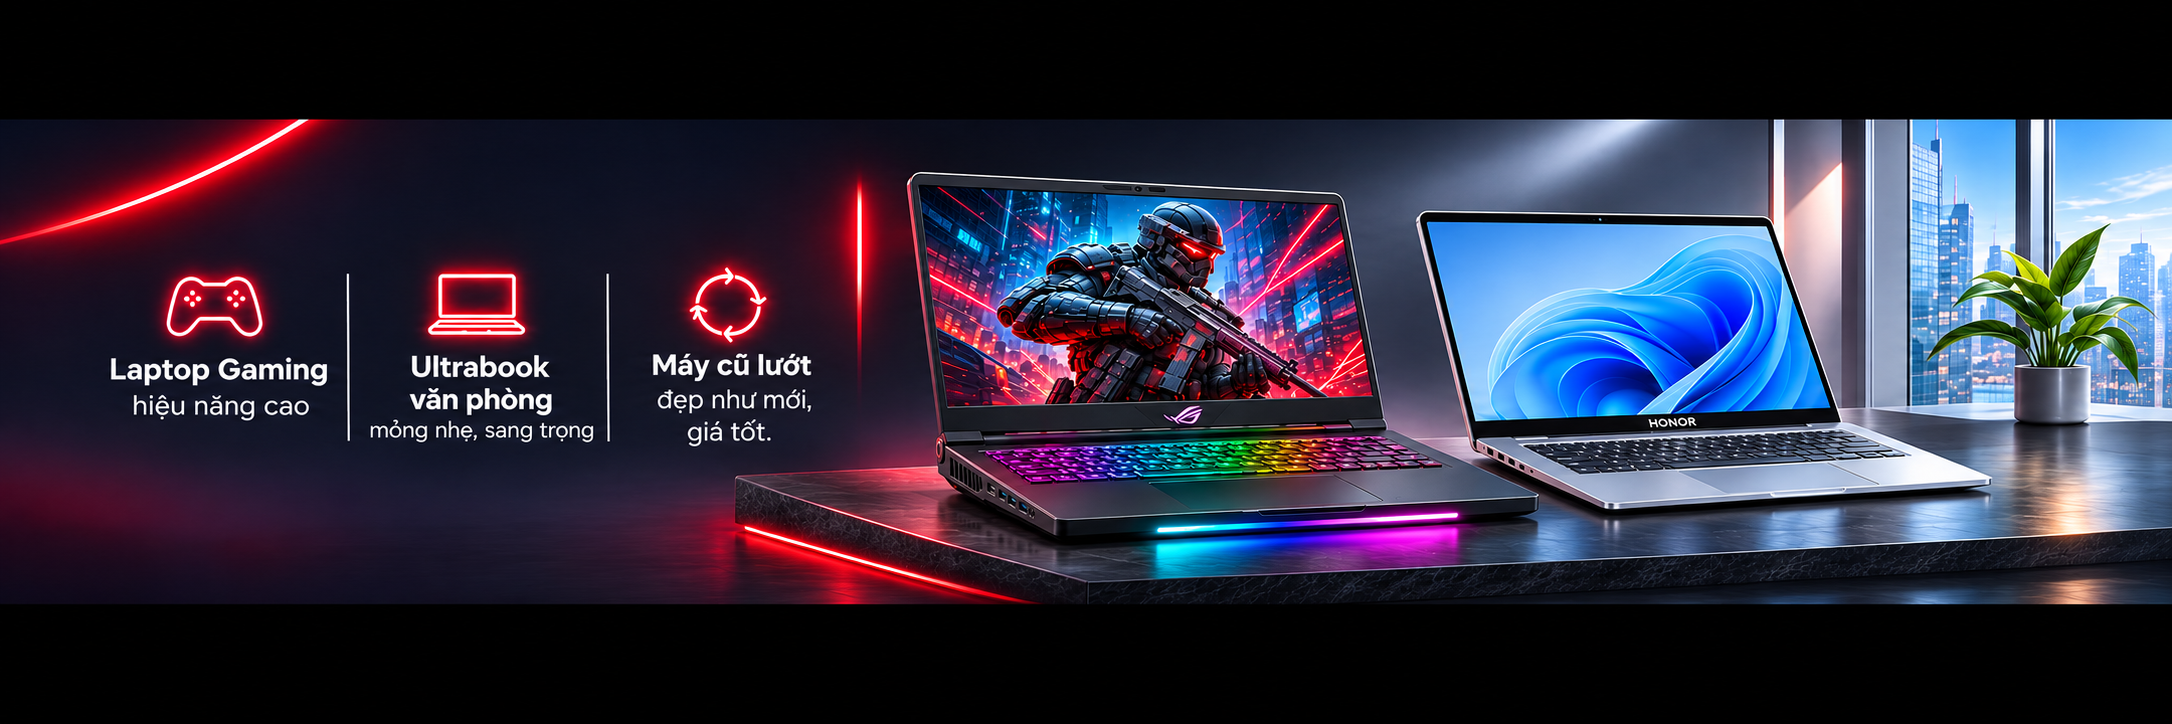 Laptop Gaming
hiệu năng cao
Ultrabook
văn phòng
mỏng nhẹ, sang trọng
Máy cũ lướt
đẹp như mới,
giá tốt.
HONOR